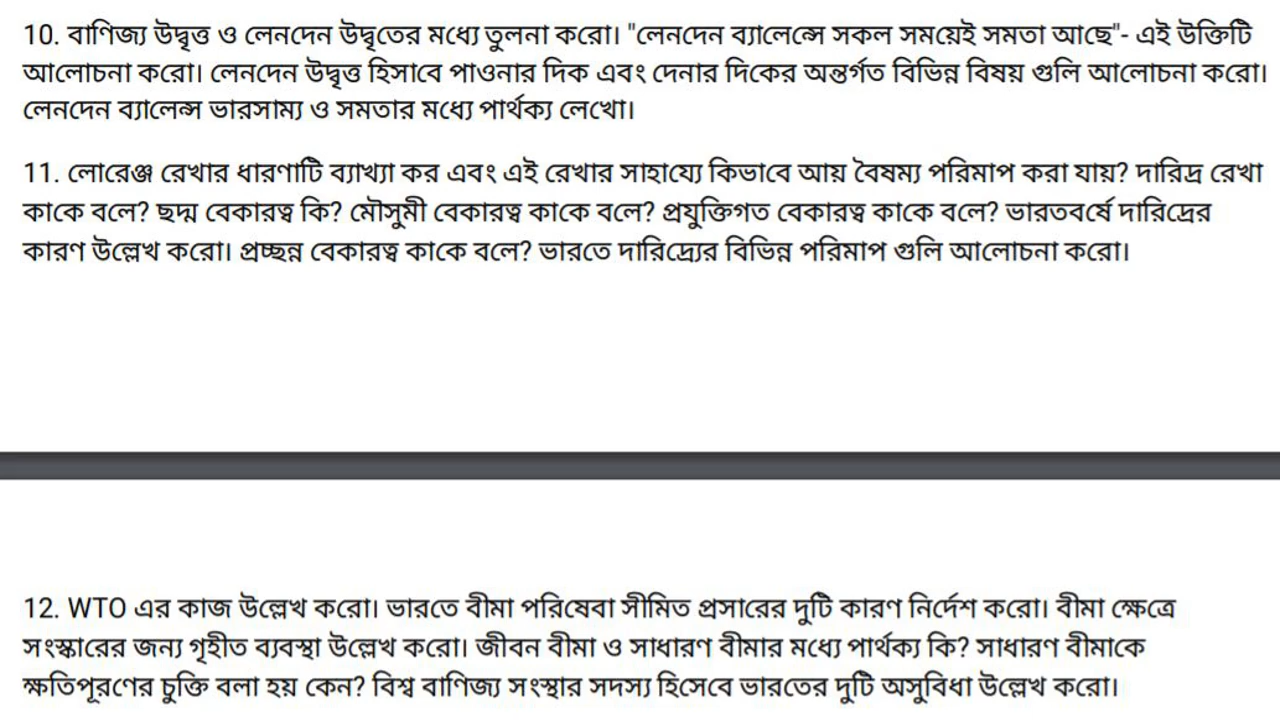 10. বাণিজ্য উদ্বৃত্ত ও লেনদেন উদ্বৃতের মধ্যে তুলনা করো। "লেনদেন ব্যালেন্সে সকল সময়েই সমতা আছে"- এই উক্তিটি
আলোচনা করো। লেনদেন উদ্বৃত্ত হিসাবে পাওনার দিক এবং দেনার দিকের অন্তর্গত বিভিন্ন বিষয় গুলি আলোচনা করো।
লেনদেন ব্যালেন্স ভারসাম্য ও সমতার মধ্যে পার্থক্য লেখো।
11. লোরেঞ্জ রেখার ধারণাটি ব্যাখ্যা কর এবং এই রেখার সাহায্যে কিভাবে আয় বৈষম্য পরিমাপ করা যায়? দারিদ্র রেখা
কাকে বলে? ছদ্ম বেকারত্ব কি? মৌসুমী বেকারত্ব কাকে বলে? প্রযুক্তিগত বেকারত্ব কাকে বলে? ভারতবর্ষে দারিদ্রের
কারণ উল্লেখ করো। প্রচ্ছন্ন বেকারত্ব কাকে বলে? ভারতে দারিদ্র্যের বিভিন্ন পরিমাপ গুলি আলোচনা করো।
12. WTO এর কাজ উল্লেখ করো। ভারতে বীমা পরিষেবা সীমিত প্রসারের দুটি কারণ নির্দেশ করো। বীমা ক্ষেত্রে
সংস্কারের জন্য গৃহীত ব্যবস্থা উল্লেখ করো। জীবন বীমা ও সাধারণ বীমার মধ্যে পার্থক্য কি? সাধারণ বীমাকে
ক্ষতিপূরণের চুক্তি বলা হয় কেন? বিশ্ব বাণিজ্য সংস্থার সদস্য হিসেবে ভারতের দুটি অসুবিধা উল্লেখ করো।